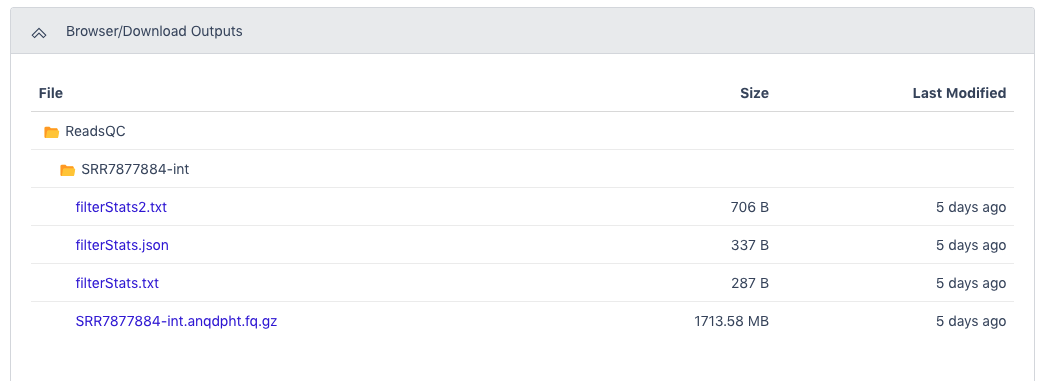 Browser/Download Outputs
File Size Last Modified
ReadsQC
SRR7877884-int
filterStats2.txt 706 B 5 days ago
filterStats.json 337 B 5 days ago
filterStats.txt 287 B 5 days ago
SRR7877884-int.anqdpht.fq.gz 1713.58 MB 5 days ago